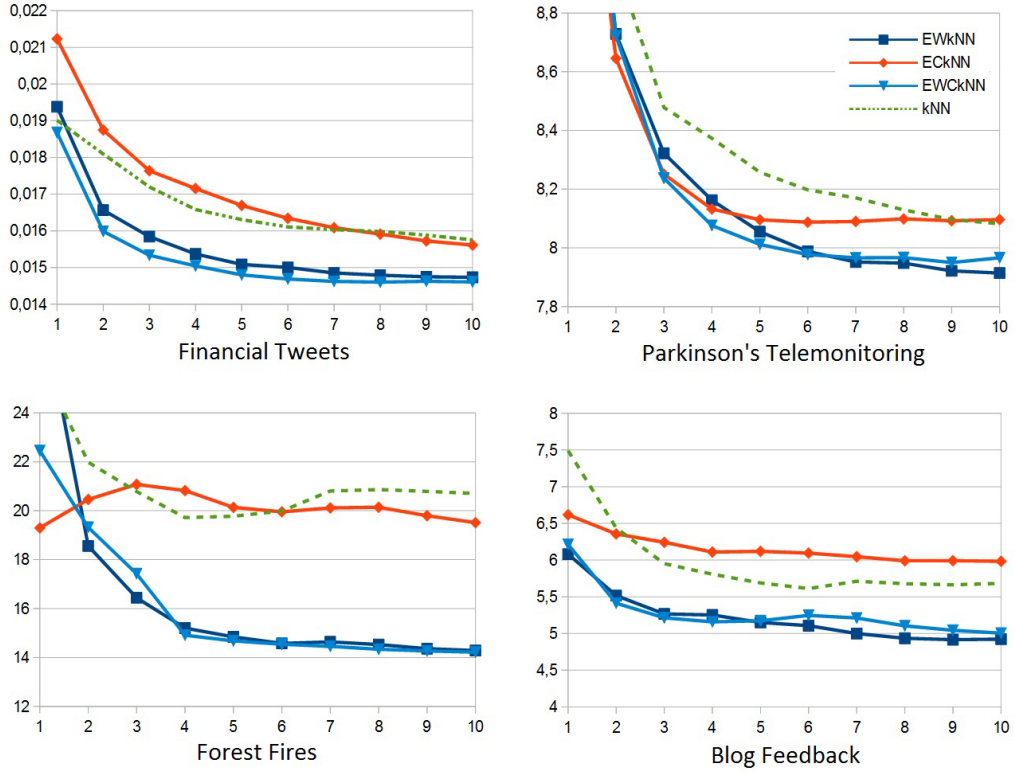 0,022
0,021
0,02
0,019
0,018
0,017
0,016
0,015
0,014
1 2 3 4 5 6 7 8 9 10
Financial Tweets
8,8
8,6
8,4
8,2
8
7,8
EWkNN
ECkNN
EWCkNN
kNN
1 2 3 4 5 6 7 8 9 10
Parkinson's Telemonitoring
24
22
20
18
16
14
12
1 2 3 4 5 6 7 8 9 10
Forest Fires
8
7,5
7
6,5
6
5,5
5
4,5
4
1 2 3 4 5 6 7 8 9 10
Blog Feedback